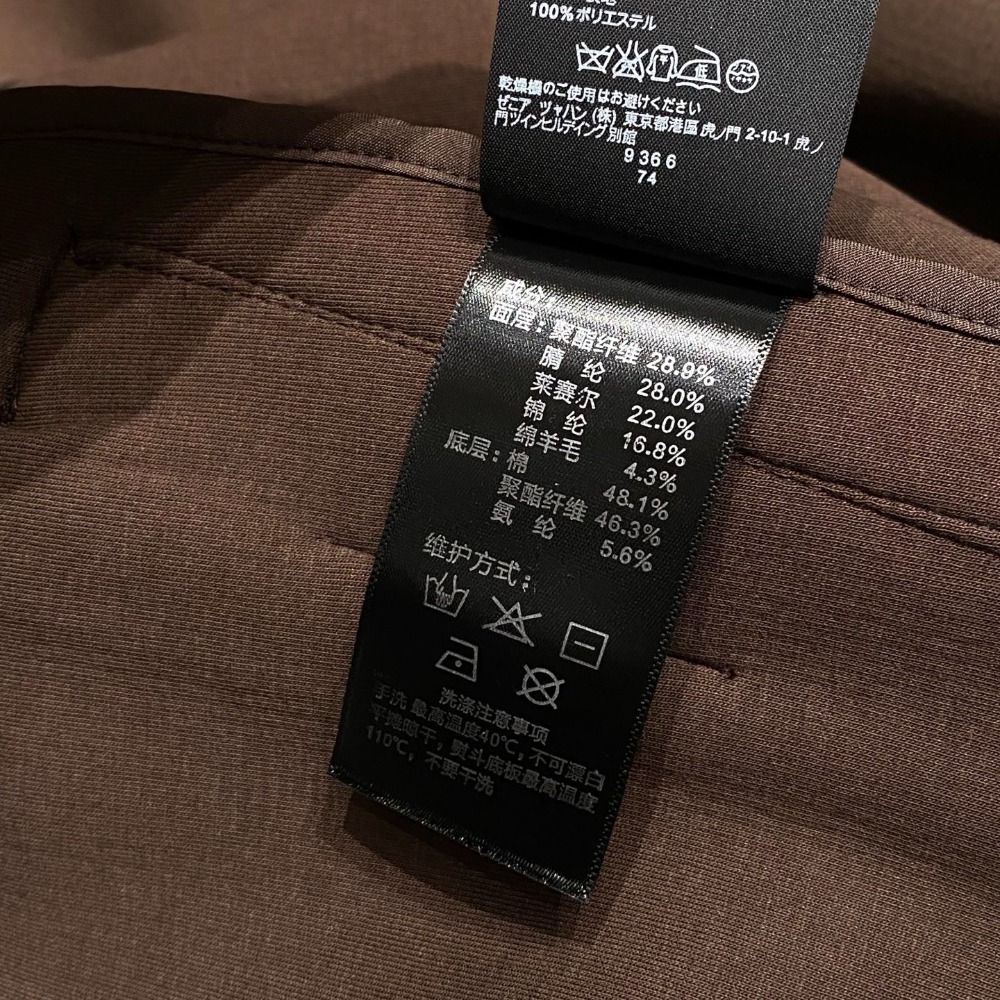 100%ポリエステル
低
乾燥機のご使用はお避けください
ぜニア ツャハン (株) 東京都港區虎ノ門 2-10-1 虎ノ
門ツインビルディング別館
9 36 6
74
成分:
面层: 聚酯纤维 28.9%
腈 纶 28.0%
莱赛尔 22.0%
锦 纶 16.8%
绵羊毛 4.3%
底层: 棉 48.1%
聚酯纤维 46.3%
氨 纶 5.6%
维护方式:
洗涤注意事项
手洗 最高温度40℃, 不可漂白
平摊晾干, 熨斗底板最高温度
110℃, 不要干洗